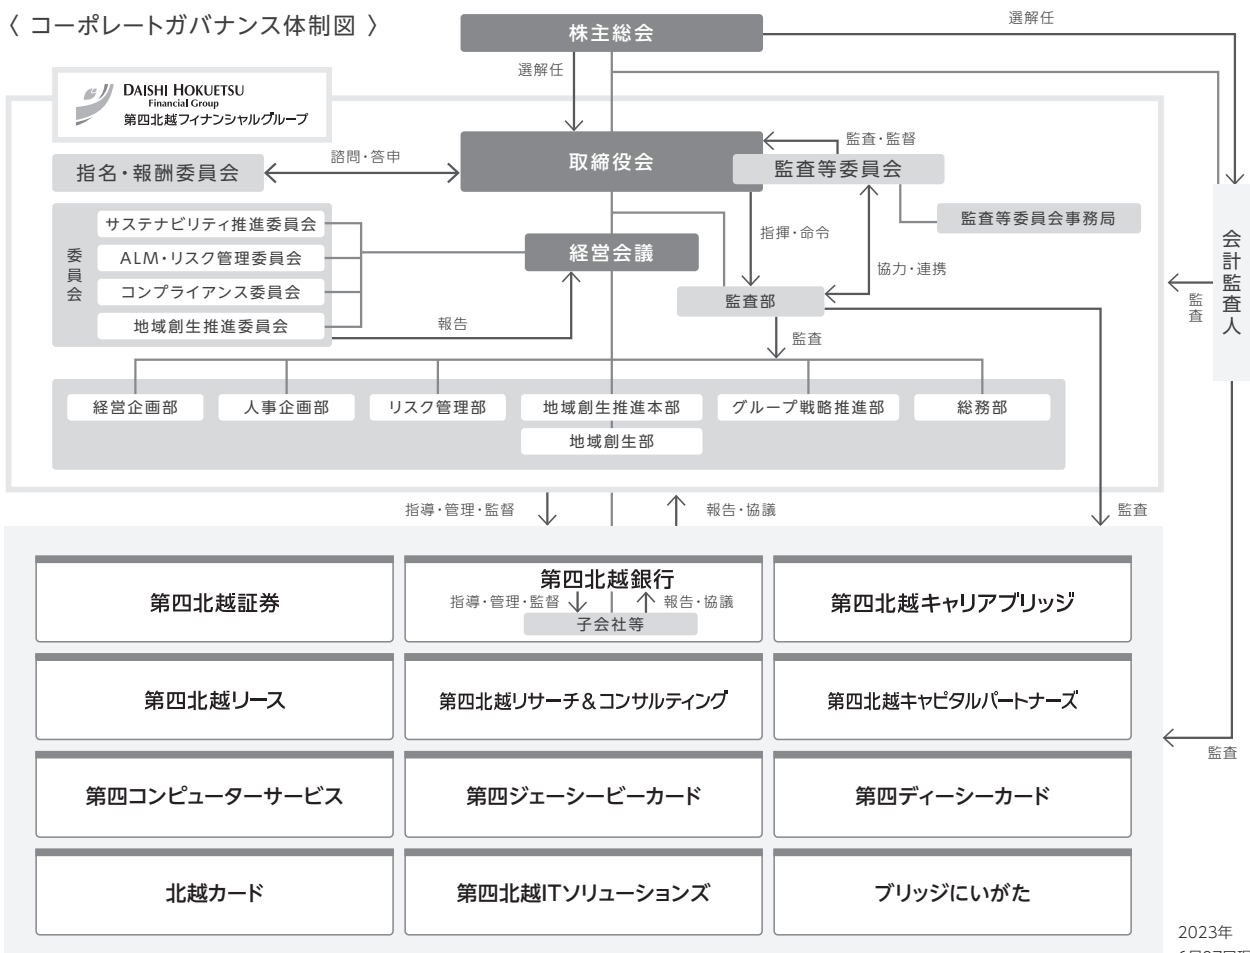 〈 コーポレートガバナンス体制図 〉
株主総会
選解任
選解任
DAISHI HOKUETSU
Financial Group
第四北越フィナンシャルグループ
取締役会
監査・監督
監査等委員会
諮問・答申
指名・報酬委員会
監査等委員会事務局
委員会
サステナビリティ推進委員会
ALM・リスク管理委員会
コンプライアンス委員会
地域創生推進委員会
経営会議
指揮・命令
協力・連携
会計監査人
監査部
監査
報告
監査
経営企画部
人事企画部
リスク管理部
地域創生推進本部
グループ戦略推進部
総務部
地域創生部
指導・管理・監督
報告・協議
監査
第四北越証券
第四北越銀行
指導・管理・監督
報告・協議
子会社等
第四北越キャリアブリッジ
第四北越リース
第四北越リサーチ&コンサルティング
第四北越キャピタルパートナーズ
監査
第四コンピューターサービス
第四ジェーシービーカード
第四ディーシーカード
北越カード
第四北越ITソリューションズ
ブリッジにいがた
2023年